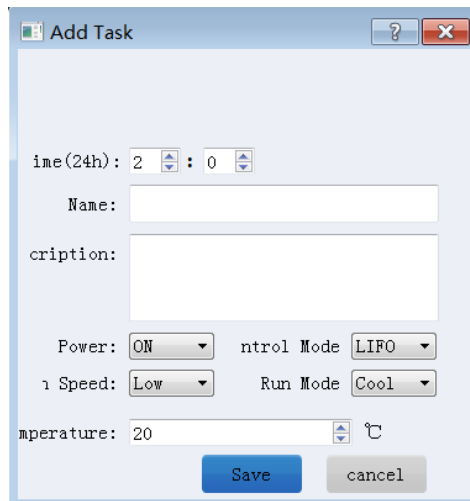 Add Task
ime(24h): 2 : 0
Name:
cription:
Power: ON ntrol Mode LIFO
n Speed: Low Run Mode Cool
mperature: 20 ℃
Save cancel